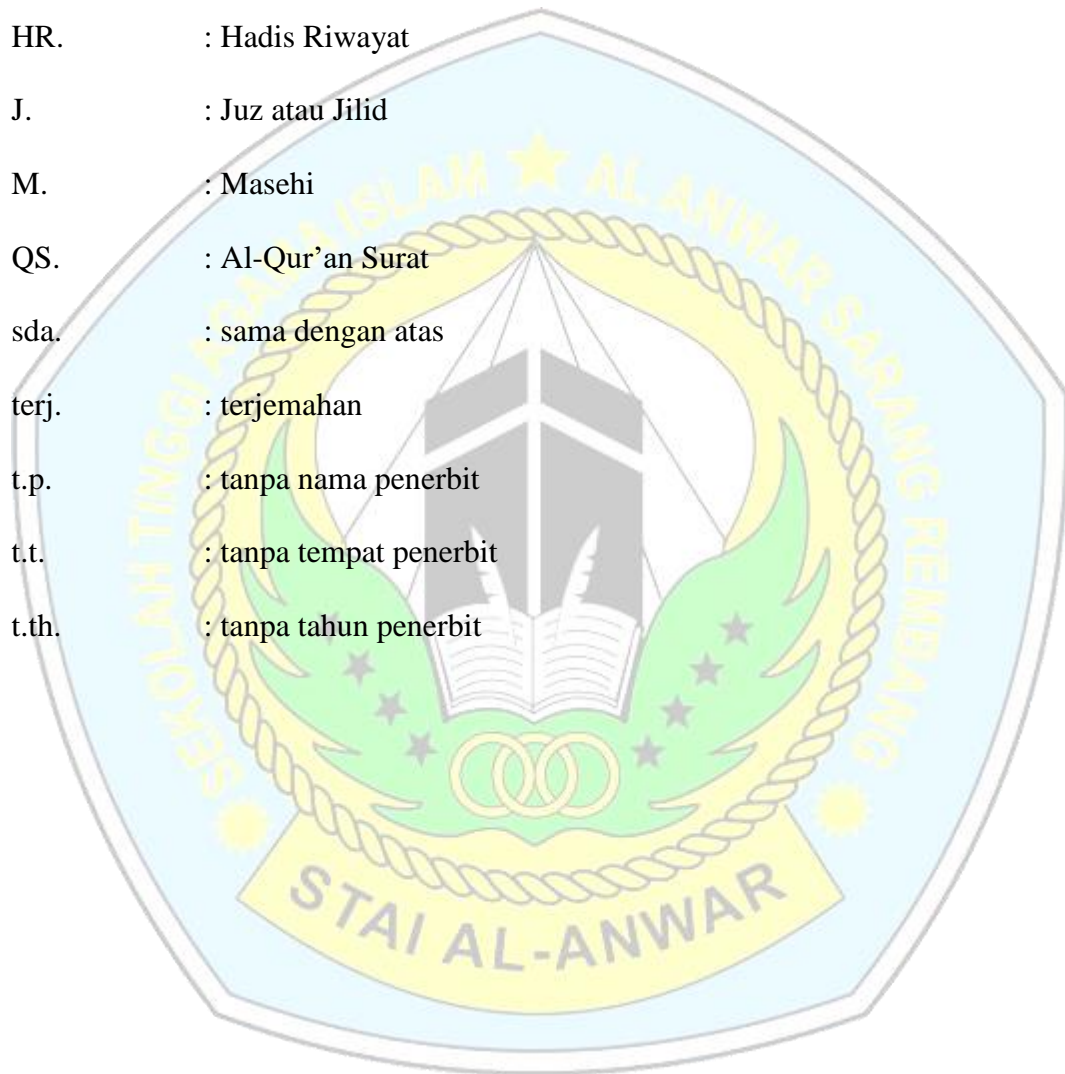 HR. : Hadis Riwayat
J. : Juz atau Jilid
M. : Masehi
QS. : Al-Qur’an Surat
sda. : sama dengan atas
terj. : terjemahan
t.p. : tanpa nama penerbit
t.t. : tanpa tempat penerbit
t.th. : tanpa tahun penerbit
SEKOLAH TINGGI AGAMA ISLAM ★ AL ANWAR SARANG REMBANG
STAI AL-ANWAR